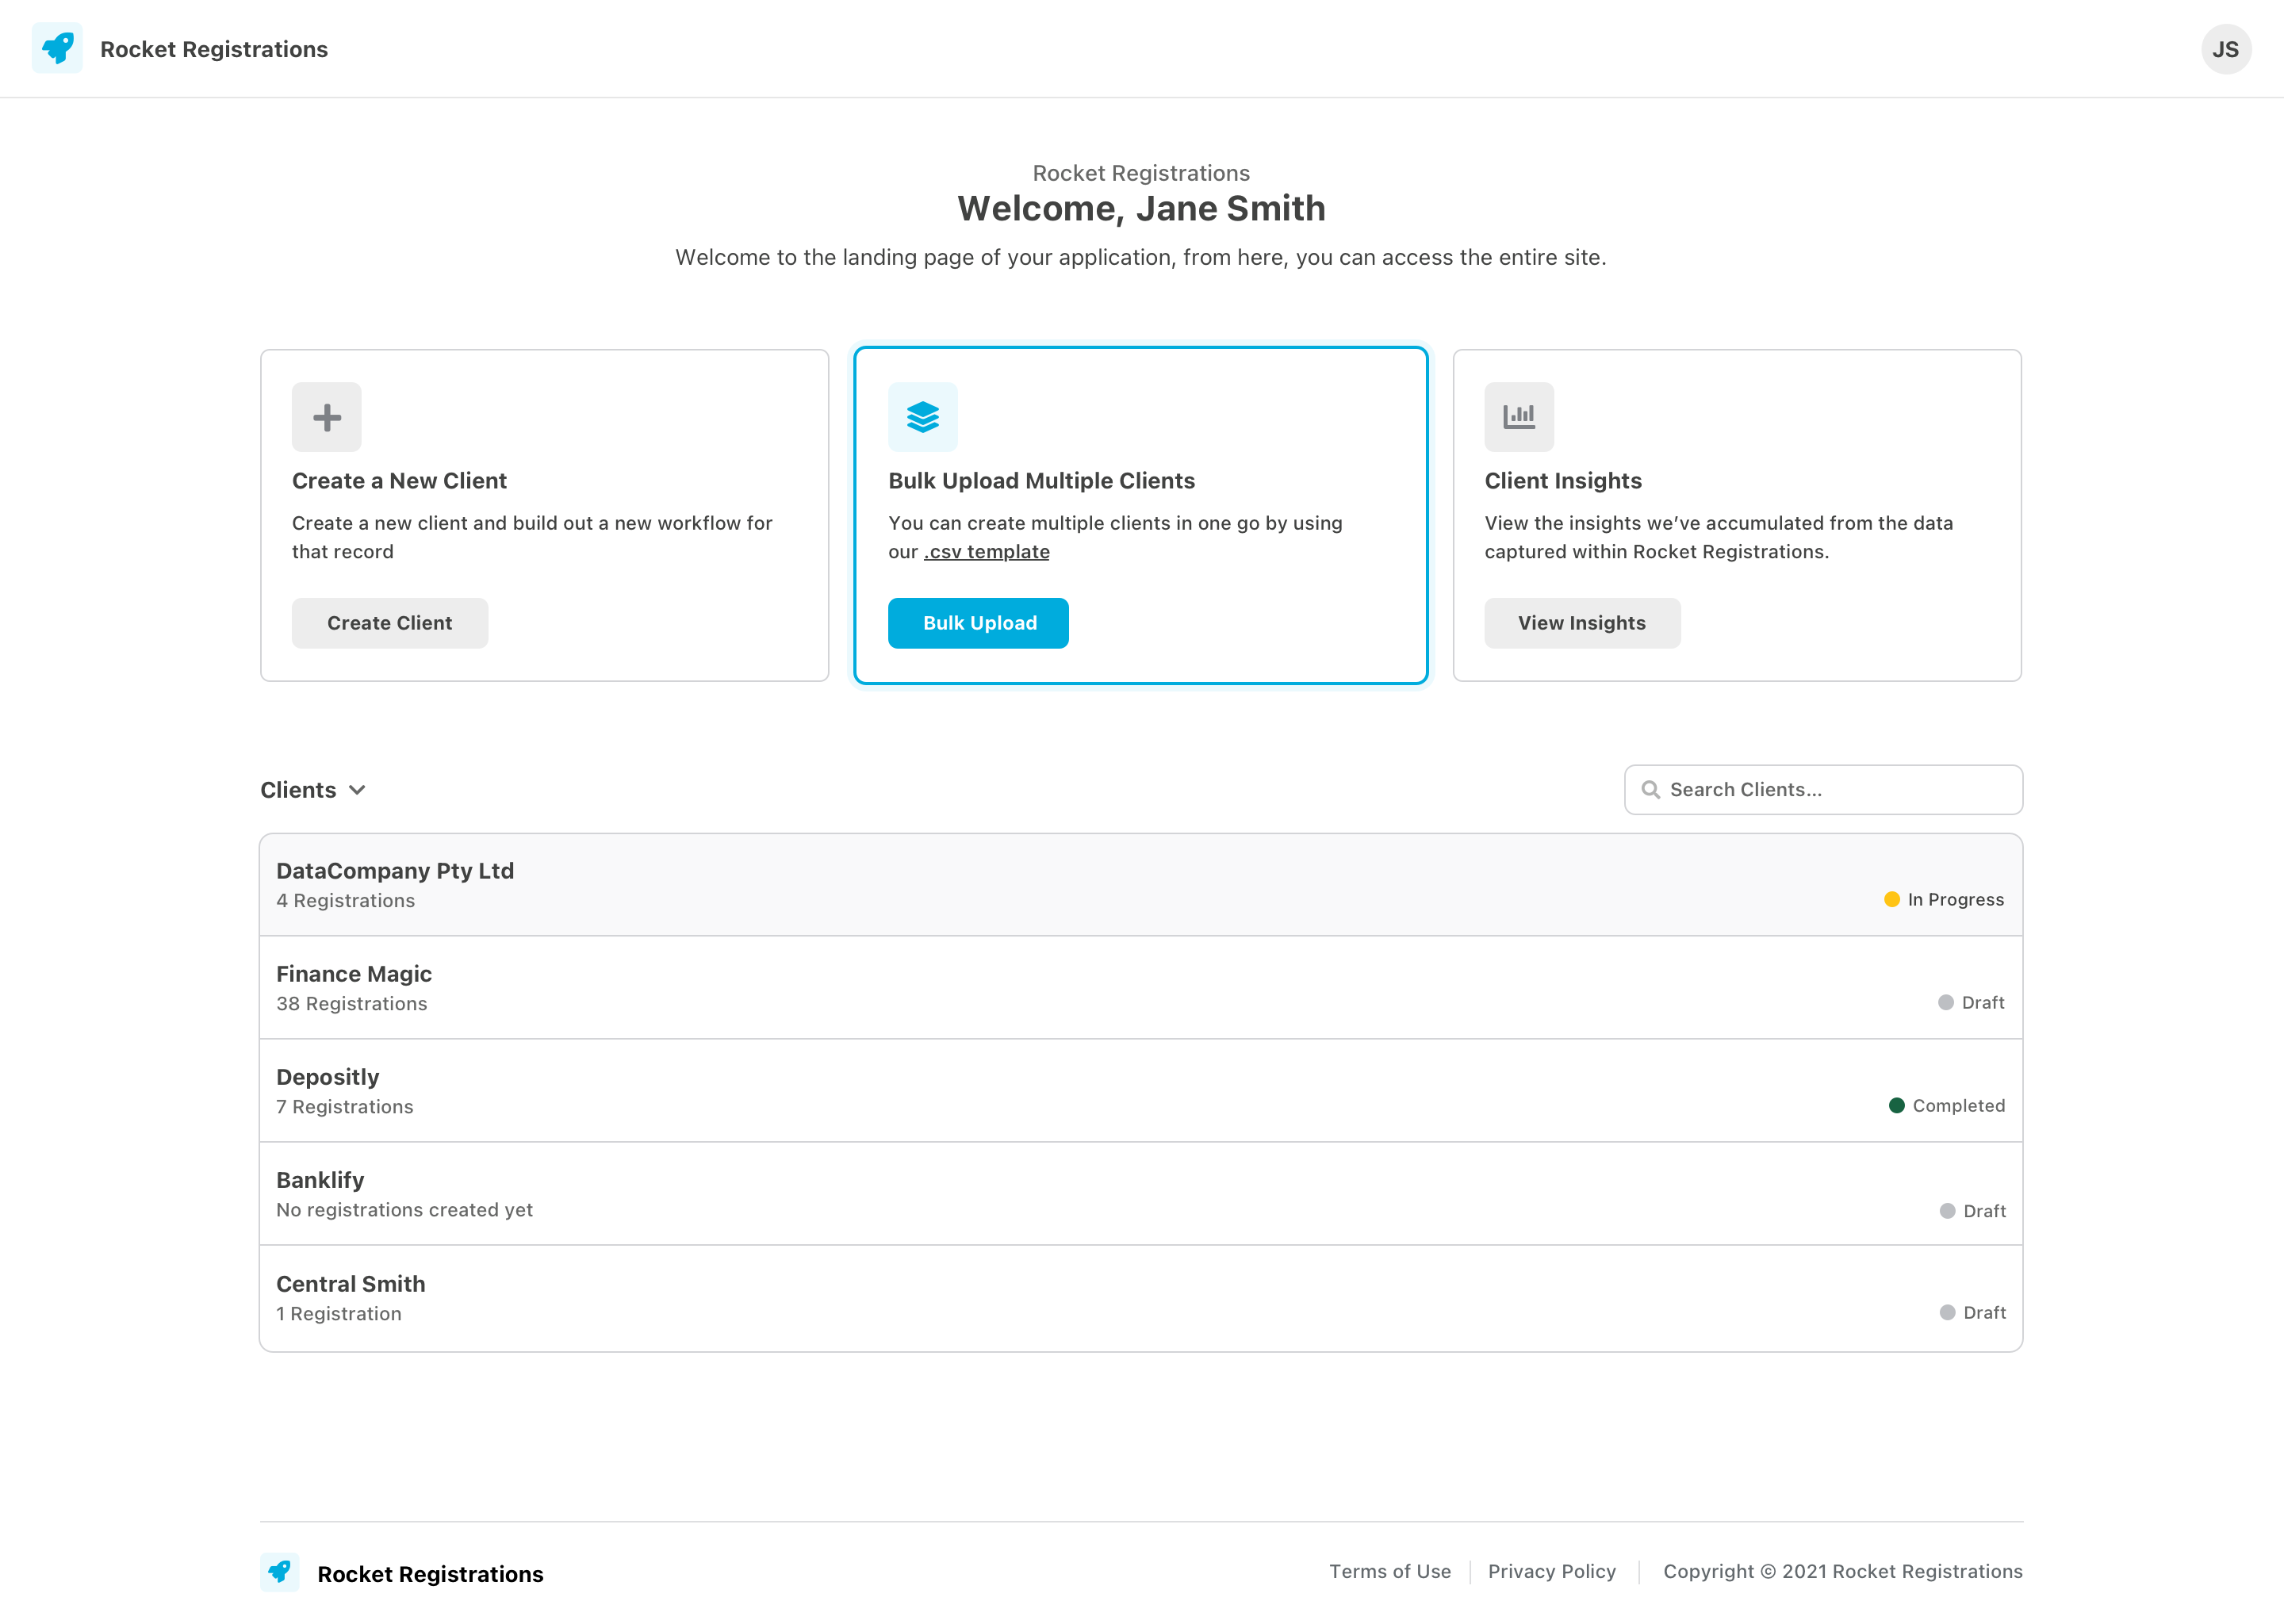 Rocket Registrations
JS
Rocket Registrations
Welcome, Jane Smith
Welcome to the landing page of your application, from here, you can access the entire site.
Create a New Client
Create a new client and build out a new workflow for
that record
Create Client
Bulk Upload Multiple Clients
You can create multiple clients in one go by using
our .csv template
Bulk Upload
Client Insights
View the insights we’ve accumulated from the data
captured within Rocket Registrations.
View Insights
Clients
Search Clients...
DataCompany Pty Ltd
4 Registrations
In Progress
Finance Magic
38 Registrations
Draft
Depositly
7 Registrations
Completed
Banklify
No registrations created yet
Draft
Central Smith
1 Registration
Draft
Rocket Registrations
Terms of Use
Privacy Policy
Copyright © 2021 Rocket Registrations